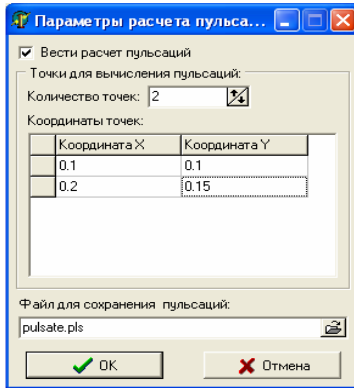 Параметры расчета пульса...
Вести расчет пульсаций
Точки для вычисления пульсаций:
Количество точек: 2
Координаты точек:
Координата X Координата Y
0.1 0.1
0.2 0.15
Файл для сохранения пульсаций:
pulsate.pls
OK Отмена